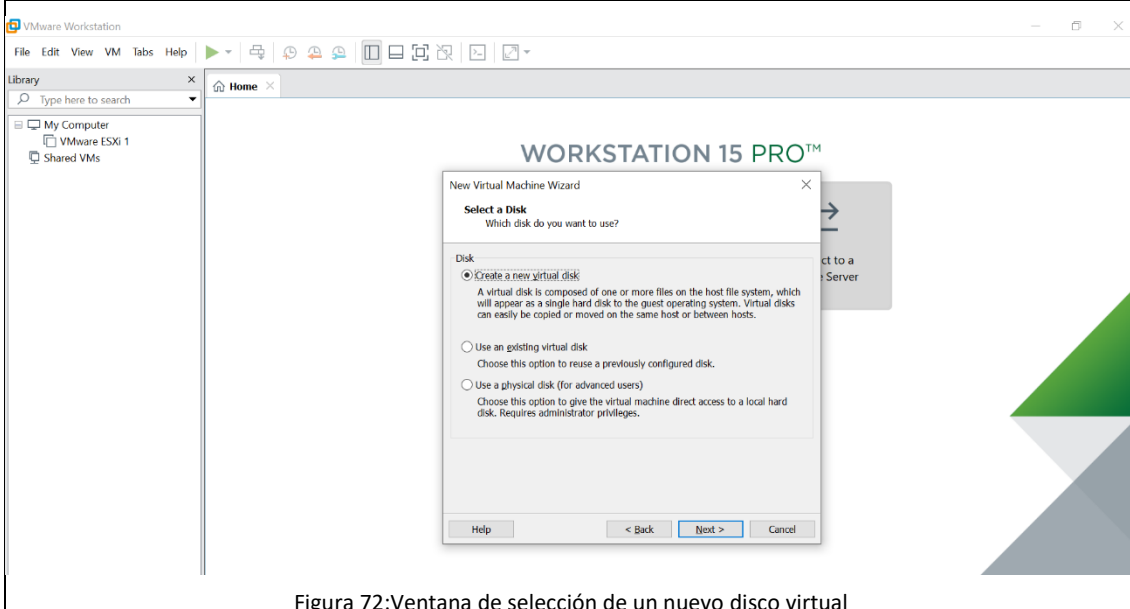 VMware Workstation
File Edit View VM Tabs Help
Library
Type here to search
My Computer
VMware ESXi 1
Shared VMs
Home
WORKSTATION 15 PRO™
ct to a
Server
New Virtual Machine Wizard
Select a Disk
Which disk do you want to use?
Disk
Create a new virtual disk
A virtual disk is composed of one or more files on the host file system, which
will appear as a single hard disk to the guest operating system. Virtual disks
can easily be copied or moved on the same host or between hosts.
Use an existing virtual disk
Choose this option to reuse a previously configured disk.
Use a physical disk (for advanced users)
Choose this option to give the virtual machine direct access to a local hard
disk. Requires administrator privileges.
Help
< Back
Next >
Cancel
Figura 72:Ventana de selección de un nuevo disco virtual